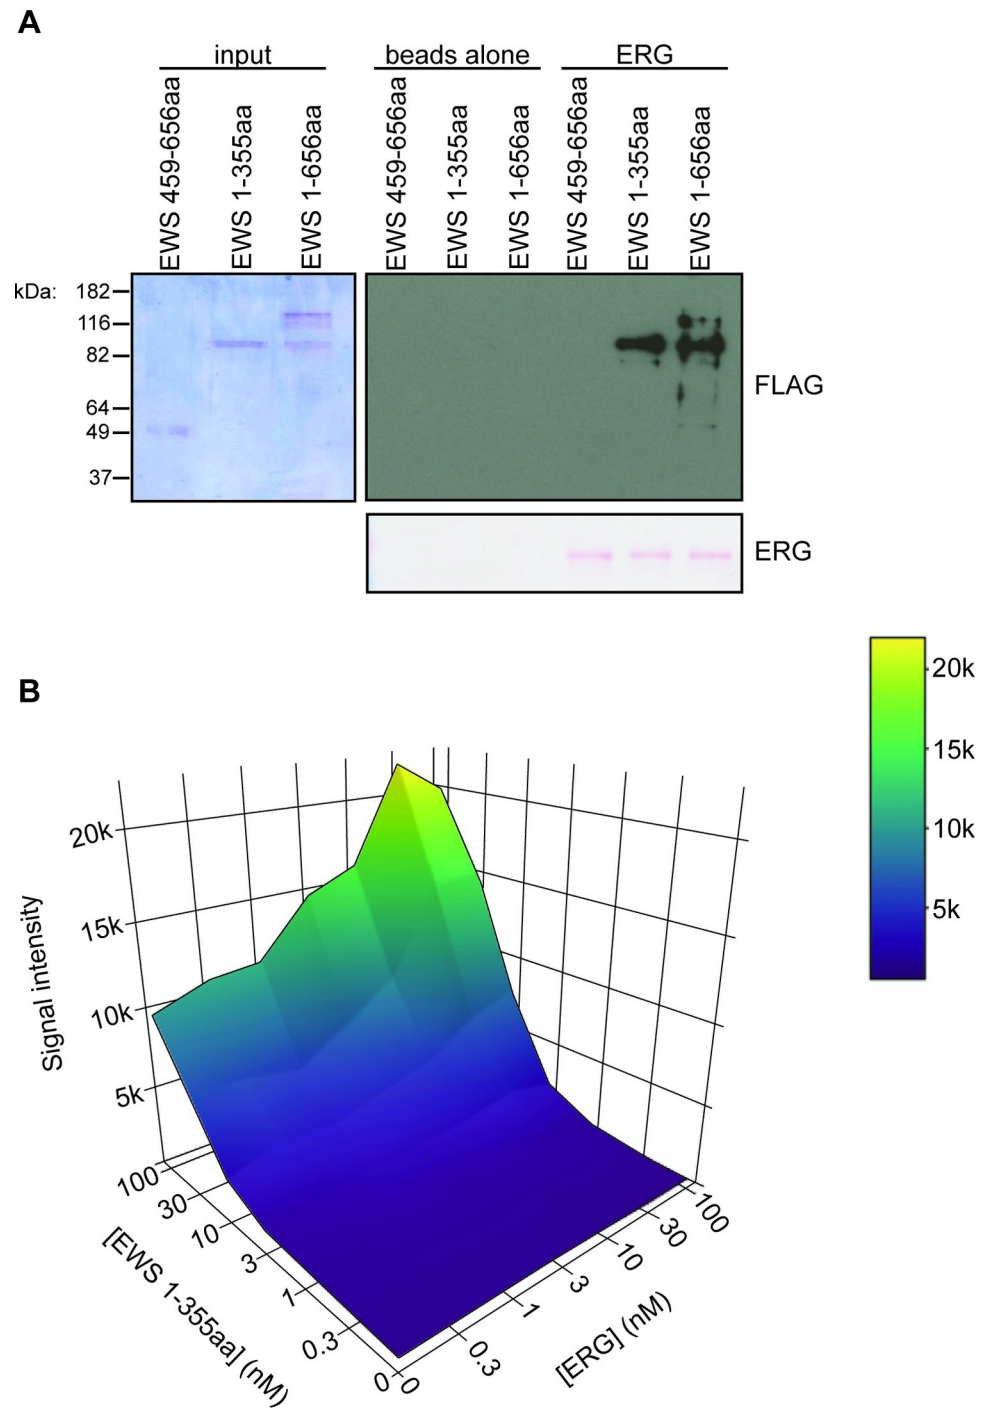 A
input
beads alone
ERG
EWS 459-656aa
EWS 1-355aa
EWS 1-656aa
EWS 459-656aa
EWS 1-355aa
EWS 1-656aa
EWS 459-656aa
EWS 1-355aa
EWS 1-656aa
kDa:
182
116
82
64
49
37
FLAG
ERG
B
20k
15k
10k
5k
Signal intensity
20k
15k
10k
5k
100
30
10
3
1
0.3
0
[EWS 1-355aa] (nM)
0
0.3
1
3
10
30
100
[ERG] (nM)